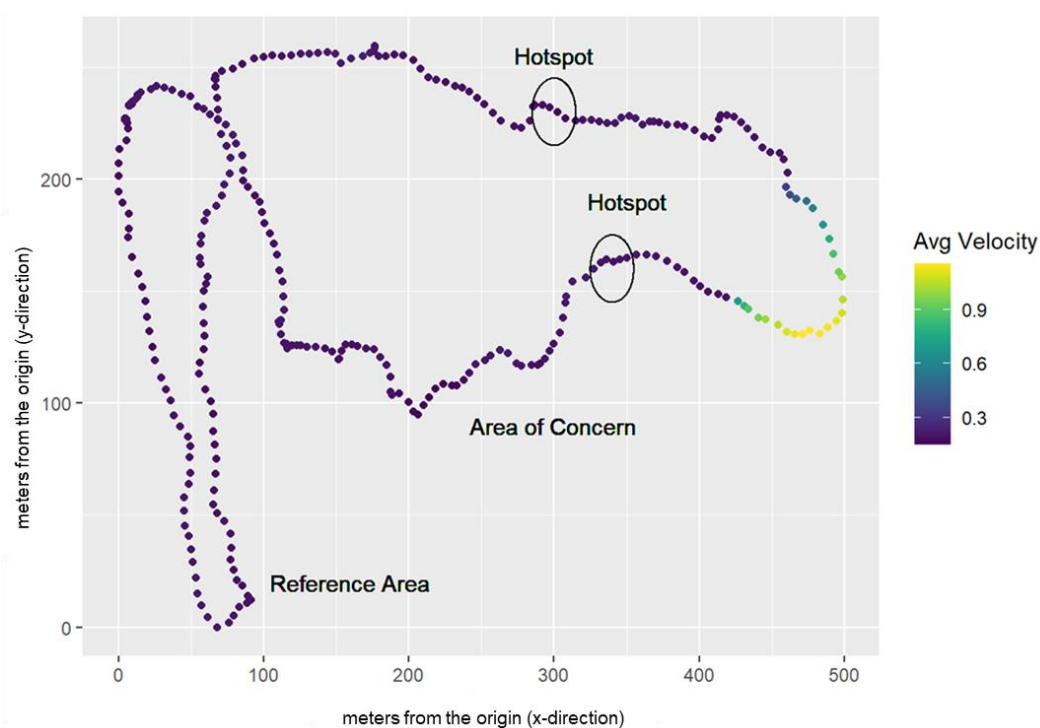 Hotspot
Hotspot
Area of Concern
Reference Area
200
100
0
0
100
200
300
400
500
meters from the origin (y-direction)
meters from the origin (x-direction)
Avg Velocity
0.9
0.6
0.3